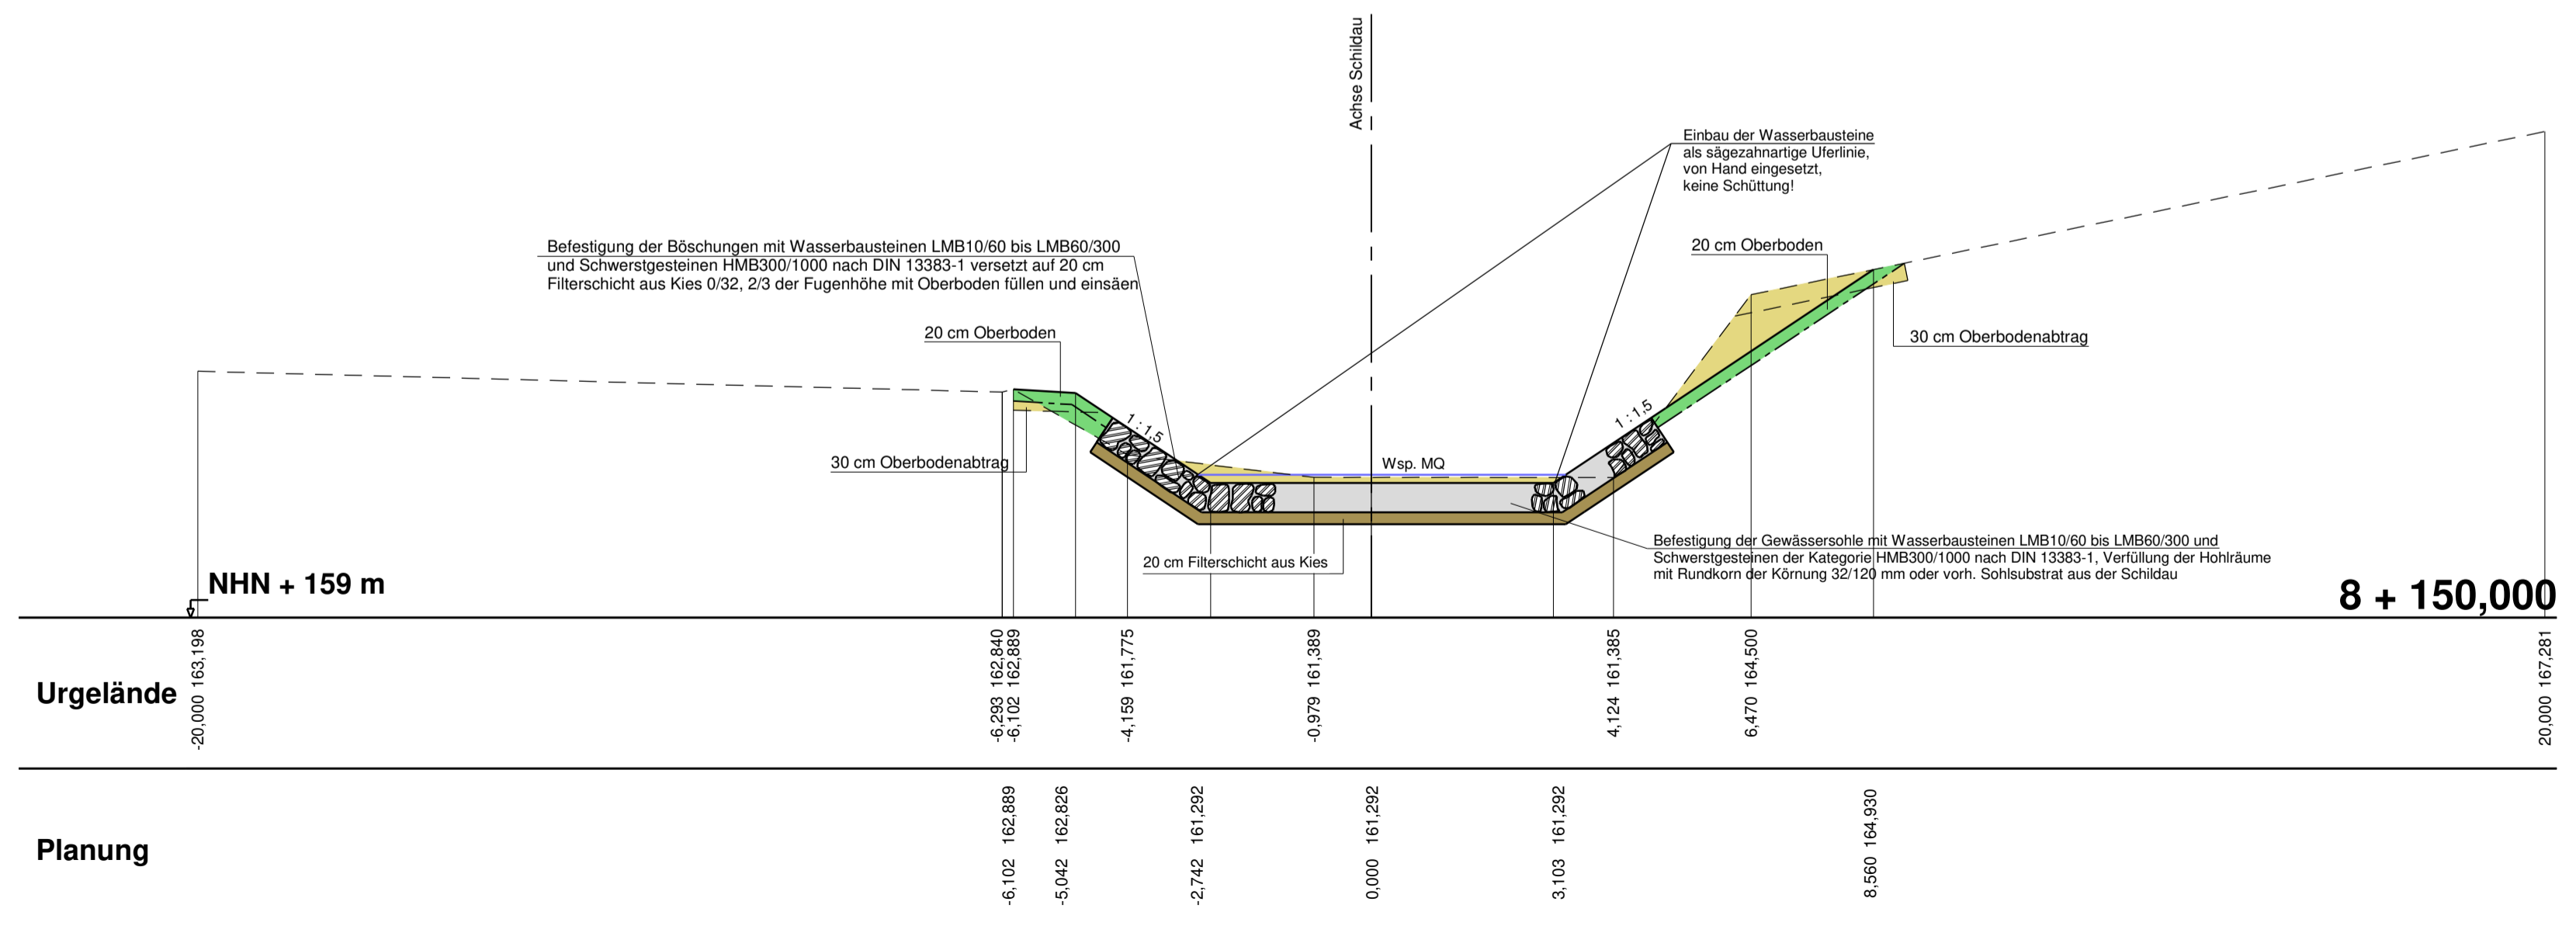 Achse Schildau
Einbau der Wasserbausteine
als sägezahnartige Uferlinie,
von Hand eingesetzt,
keine Schüttung!
Befestigung der Böschungen mit Wasserbausteinen LMB10/60 bis LMB60/300
und Schwerstgesteinen HMB300/1000 nach DIN 13383-1 versetzt auf 20 cm
Filterschicht aus Kies 0/32, 2/3 der Fugenhöhe mit Oberboden füllen und einsäen
20 cm Oberboden
20 cm Oberboden
30 cm Oberbodenabtrag
30 cm Oberbodenabtrag
1 : 1,5
1 : 1,5
Wsp. MQ
20 cm Filterschicht aus Kies
Befestigung der Gewässersohle mit Wasserbausteinen LMB10/60 bis LMB60/300 und
Schwerstgesteinen der Kategorie HMB300/1000 nach DIN 13383-1, Verfüllung der Hohlräume
mit Rundkorn der Körnung 32/120 mm oder vorh. Sohlsubstrat aus der Schildau
NHN + 159 m
8 + 150,000
Urgelände
-20,000 163,198
-6,293 162,840
-6,102 162,889
-4,159 161,775
-0,979 161,389
4,124 161,385
6,470 164,500
20,000 167,281
Planung
-6,102 162,889
-5,042 162,826
-2,742 161,292
0,000 161,292
3,103 161,292
8,560 164,930